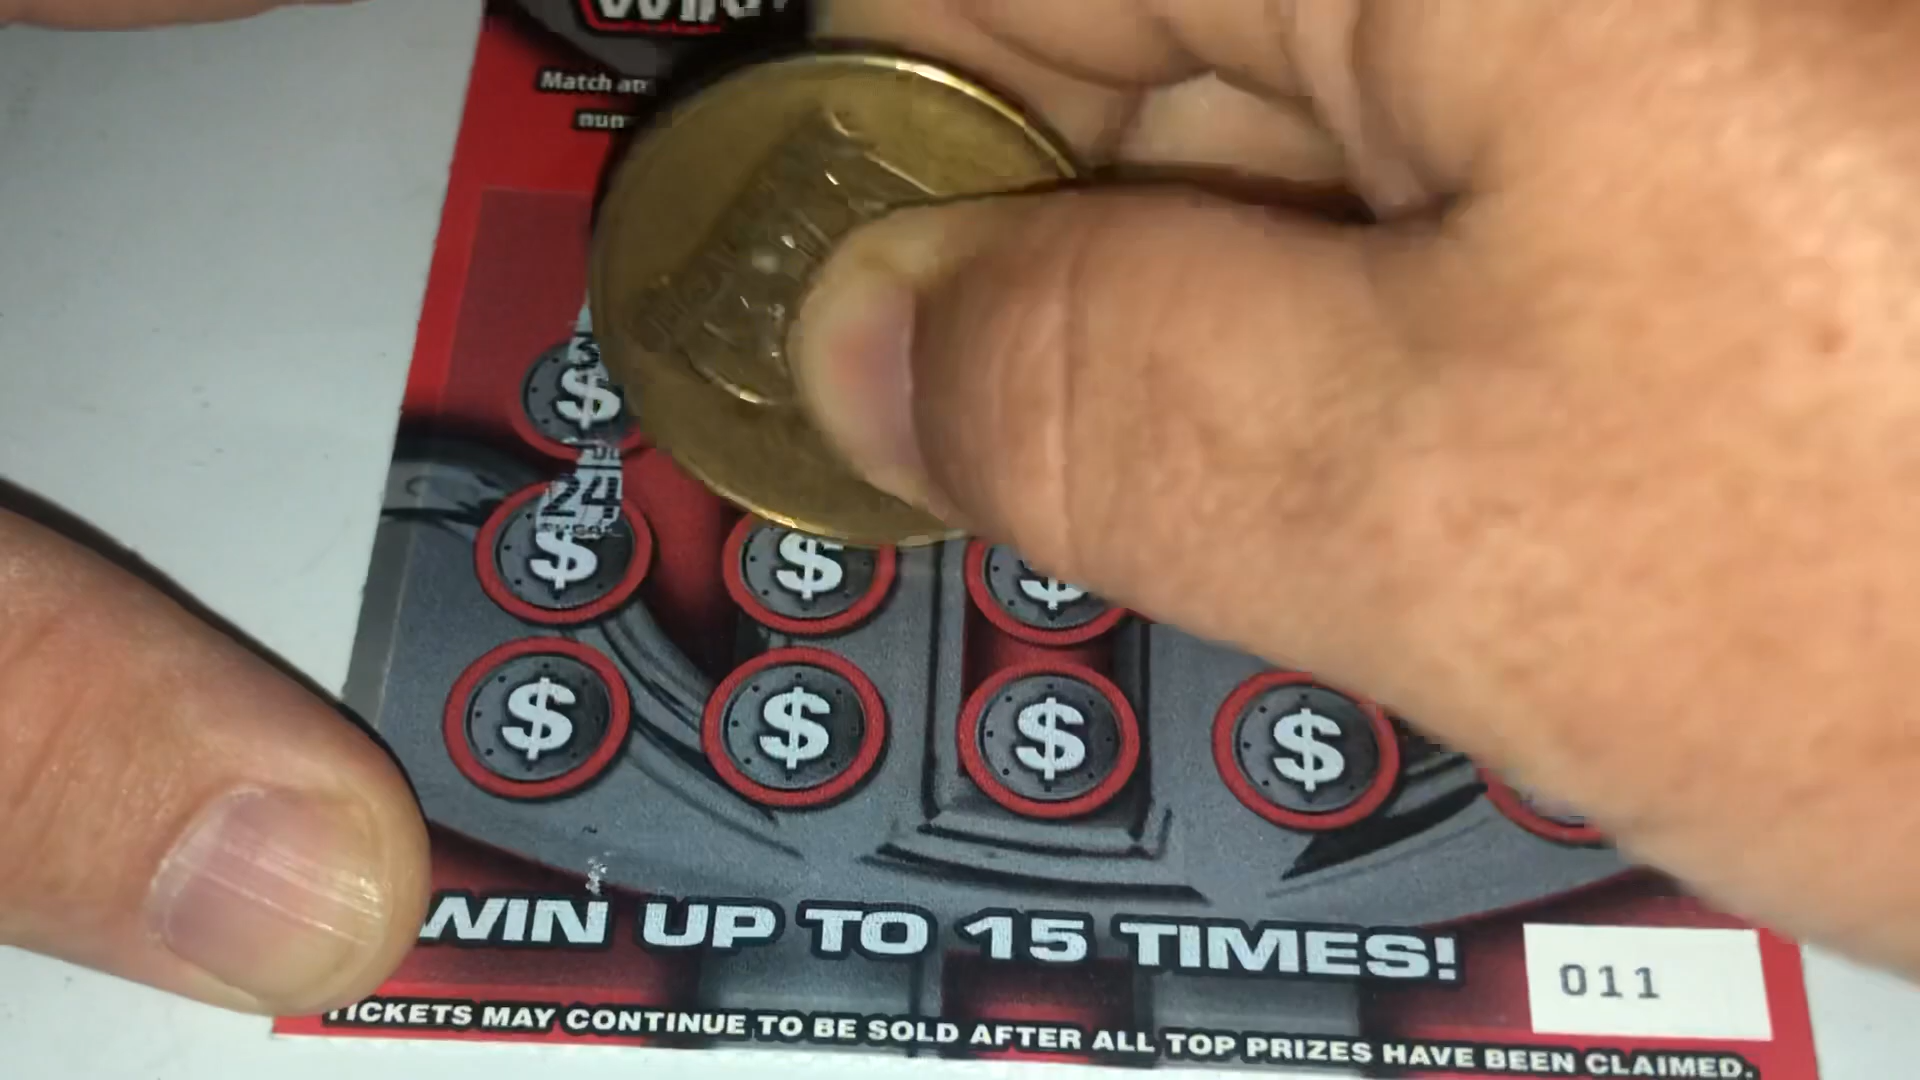 Match
24
$
$ $ $
$ $ $ $
WIN UP TO 15 TIMES!
011
TICKETS MAY CONTINUE TO BE SOLD AFTER ALL TOP PRIZES HAVE BEEN CLAIMED.